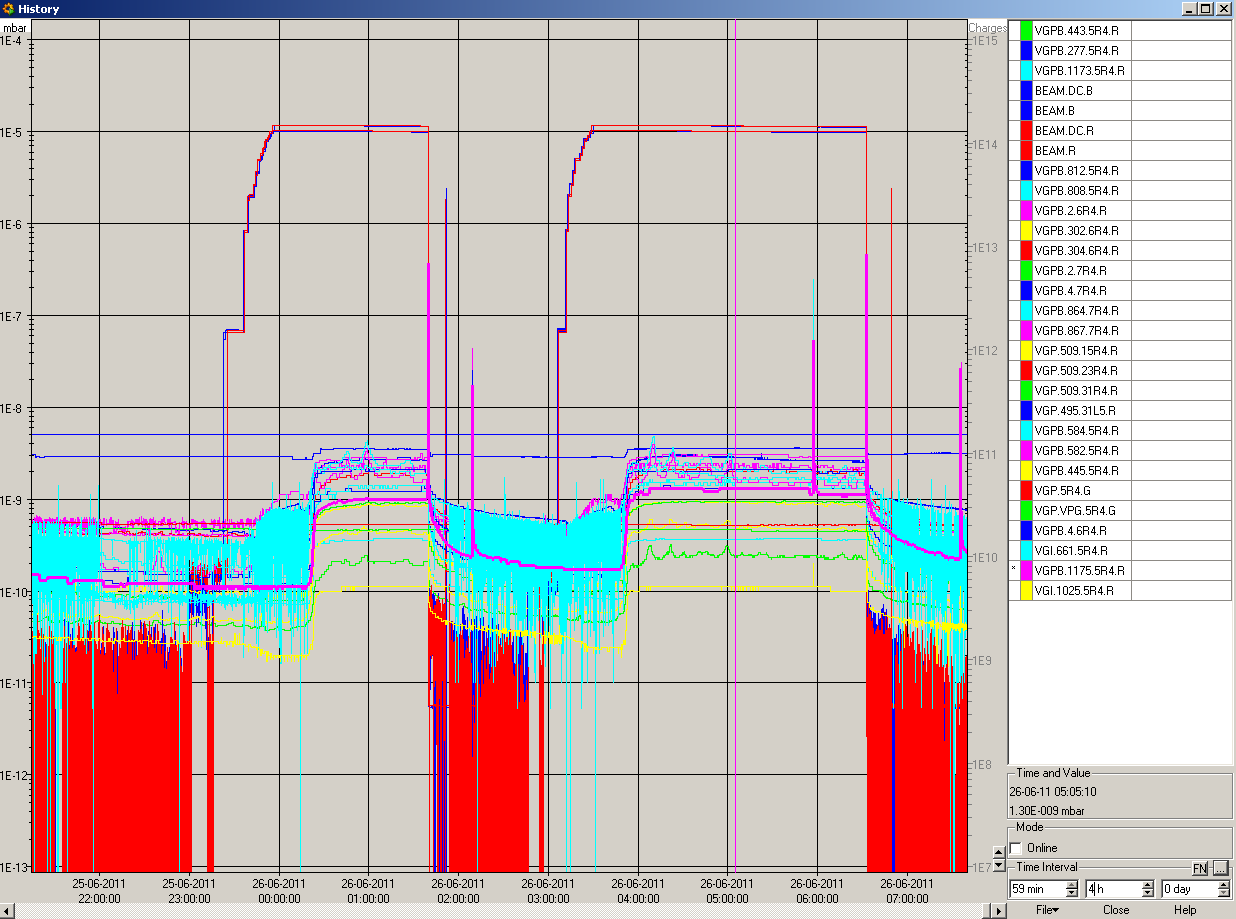 History
mbar
Charges
1E-4
1E-5
1E-6
1E-7
1E-8
1E-9
1E-10
1E-11
1E-12
1E-13
1E15
1E14
1E13
1E12
1E11
1E10
1E9
1E8
1E7
25-06-2011 25-06-2011 26-06-2011 26-06-2011 26-06-2011 26-06-2011 26-06-2011 26-06-2011 26-06-2011 26-06-2011
22:00:00 23:00:00 00:00:00 01:00:00 02:00:00 03:00:00 04:00:00 05:00:00 06:00:00 07:00:00
VGPB.443.5R4.R
VGPB.277.5R4.R
VGPB.1173.5R4.R
BEAM.DC.B
BEAM.B
BEAM.DC.R
BEAM.R
VGPB.812.5R4.R
VGPB.808.5R4.R
VGPB.2.6R4.R
VGPB.302.6R4.R
VGPB.304.6R4.R
VGPB.2.7R4.R
VGPB.4.7R4.R
VGPB.864.7R4.R
VGPB.867.7R4.R
VGP.509.15R4.R
VGP.509.23R4.R
VGP.509.31R4.R
VGP.495.31L5.R
VGPB.584.5R4.R
VGPB.582.5R4.R
VGPB.445.5R4.R
VGP.5R4.G
VGP.VPG.5R4.G
VGPB.4.6R4.R
VGI.661.5R4.R
* VGPB.1175.5R4.R
VGI.1025.5R4.R
Time and Value
26-06-11 05:05:10
1.30E-009 mbar
Mode
Online
Time Interval FN ...
59 min 4 h 0 day
File Close Help